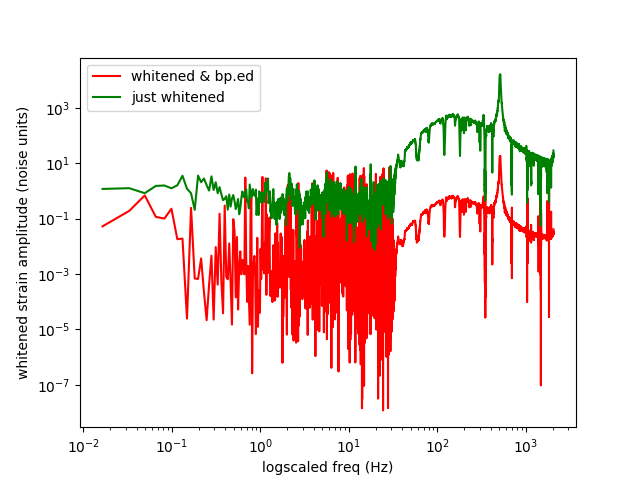 whitened & bp.ed
just whitened
whitened strain amplitude (noise units)
10³
10¹
10⁻¹
10⁻³
10⁻⁵
10⁻⁷
10⁻² 10⁻¹ 10⁰ 10¹ 10² 10³
logscaled freq (Hz)